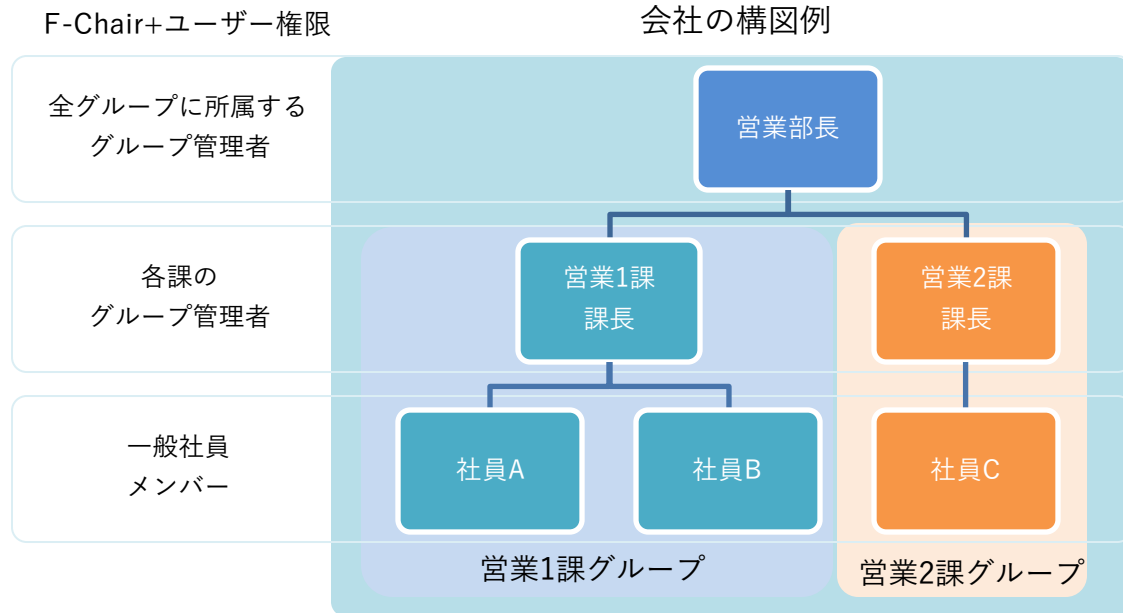 F-Chair+ユーザー権限
会社の構図例
全グループに所属する
グループ管理者
営業部長
各課の
グループ管理者
営業1課
課長
営業2課
課長
一般社員
メンバー
社員A
社員B
社員C
営業1課グループ
営業2課グループ